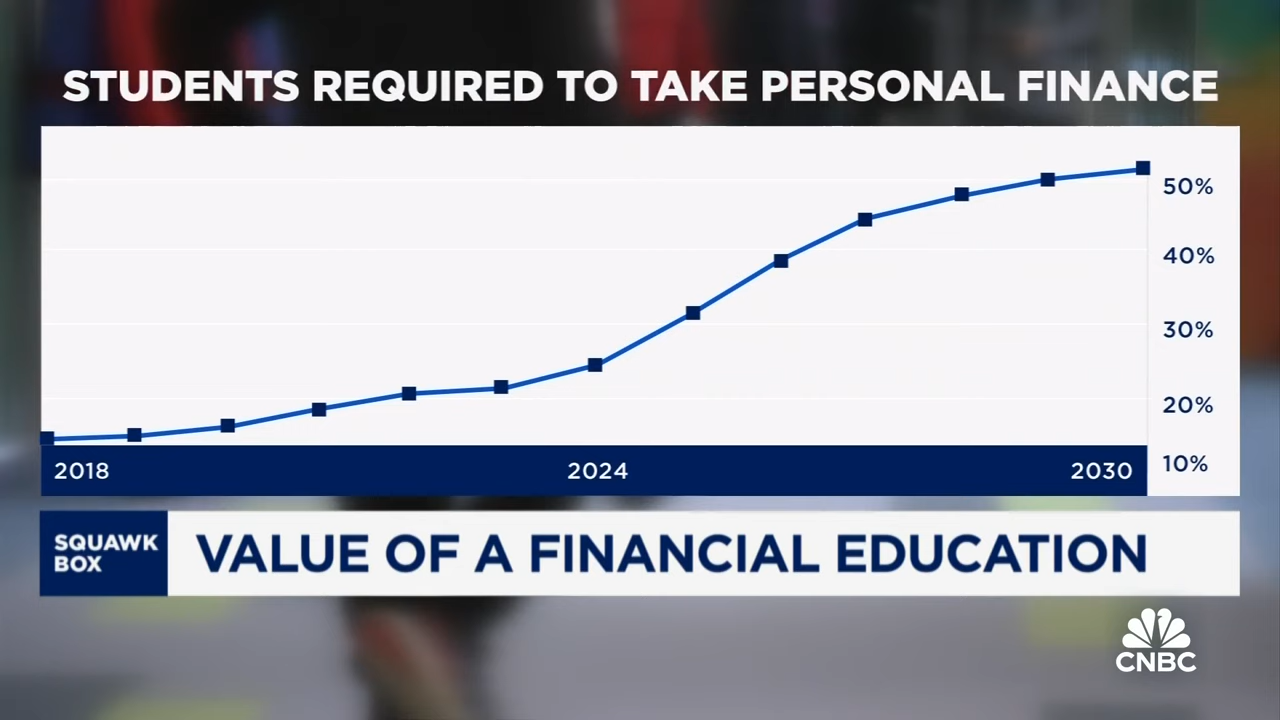 STUDENTS REQUIRED TO TAKE PERSONAL FINANCE
50%
40%
30%
20%
10%
2018 2024 2030
SQUAWK
BOX
VALUE OF A FINANCIAL EDUCATION
CNBC